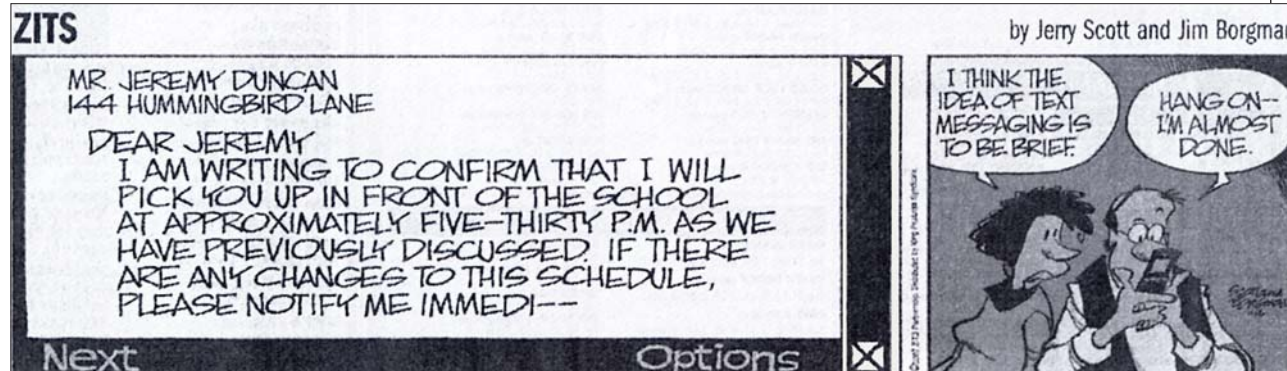 ZITS
by Jerry Scott and Jim Borgma
MR. JEREMY DUNCAN
144 HUMMINGBIRD LANE
DEAR JEREMY
I AM WRITING TO CONFIRM THAT I WILL
PICK YOU UP IN FRONT OF THE SCHOOL
AT APPROXIMATELY FIVE-THIRTY P.M. AS WE
HAVE PREVIOUSLY DISCUSSED. IF THERE
ARE ANY CHANGES TO THIS SCHEDULE,
PLEASE NOTIFY ME IMMEDI--
Next
Options
I THINK THE
IDEA OF TEXT
MESSAGING IS
TO BE BRIEF.
HANG ON--
I'M ALMOST
DONE.